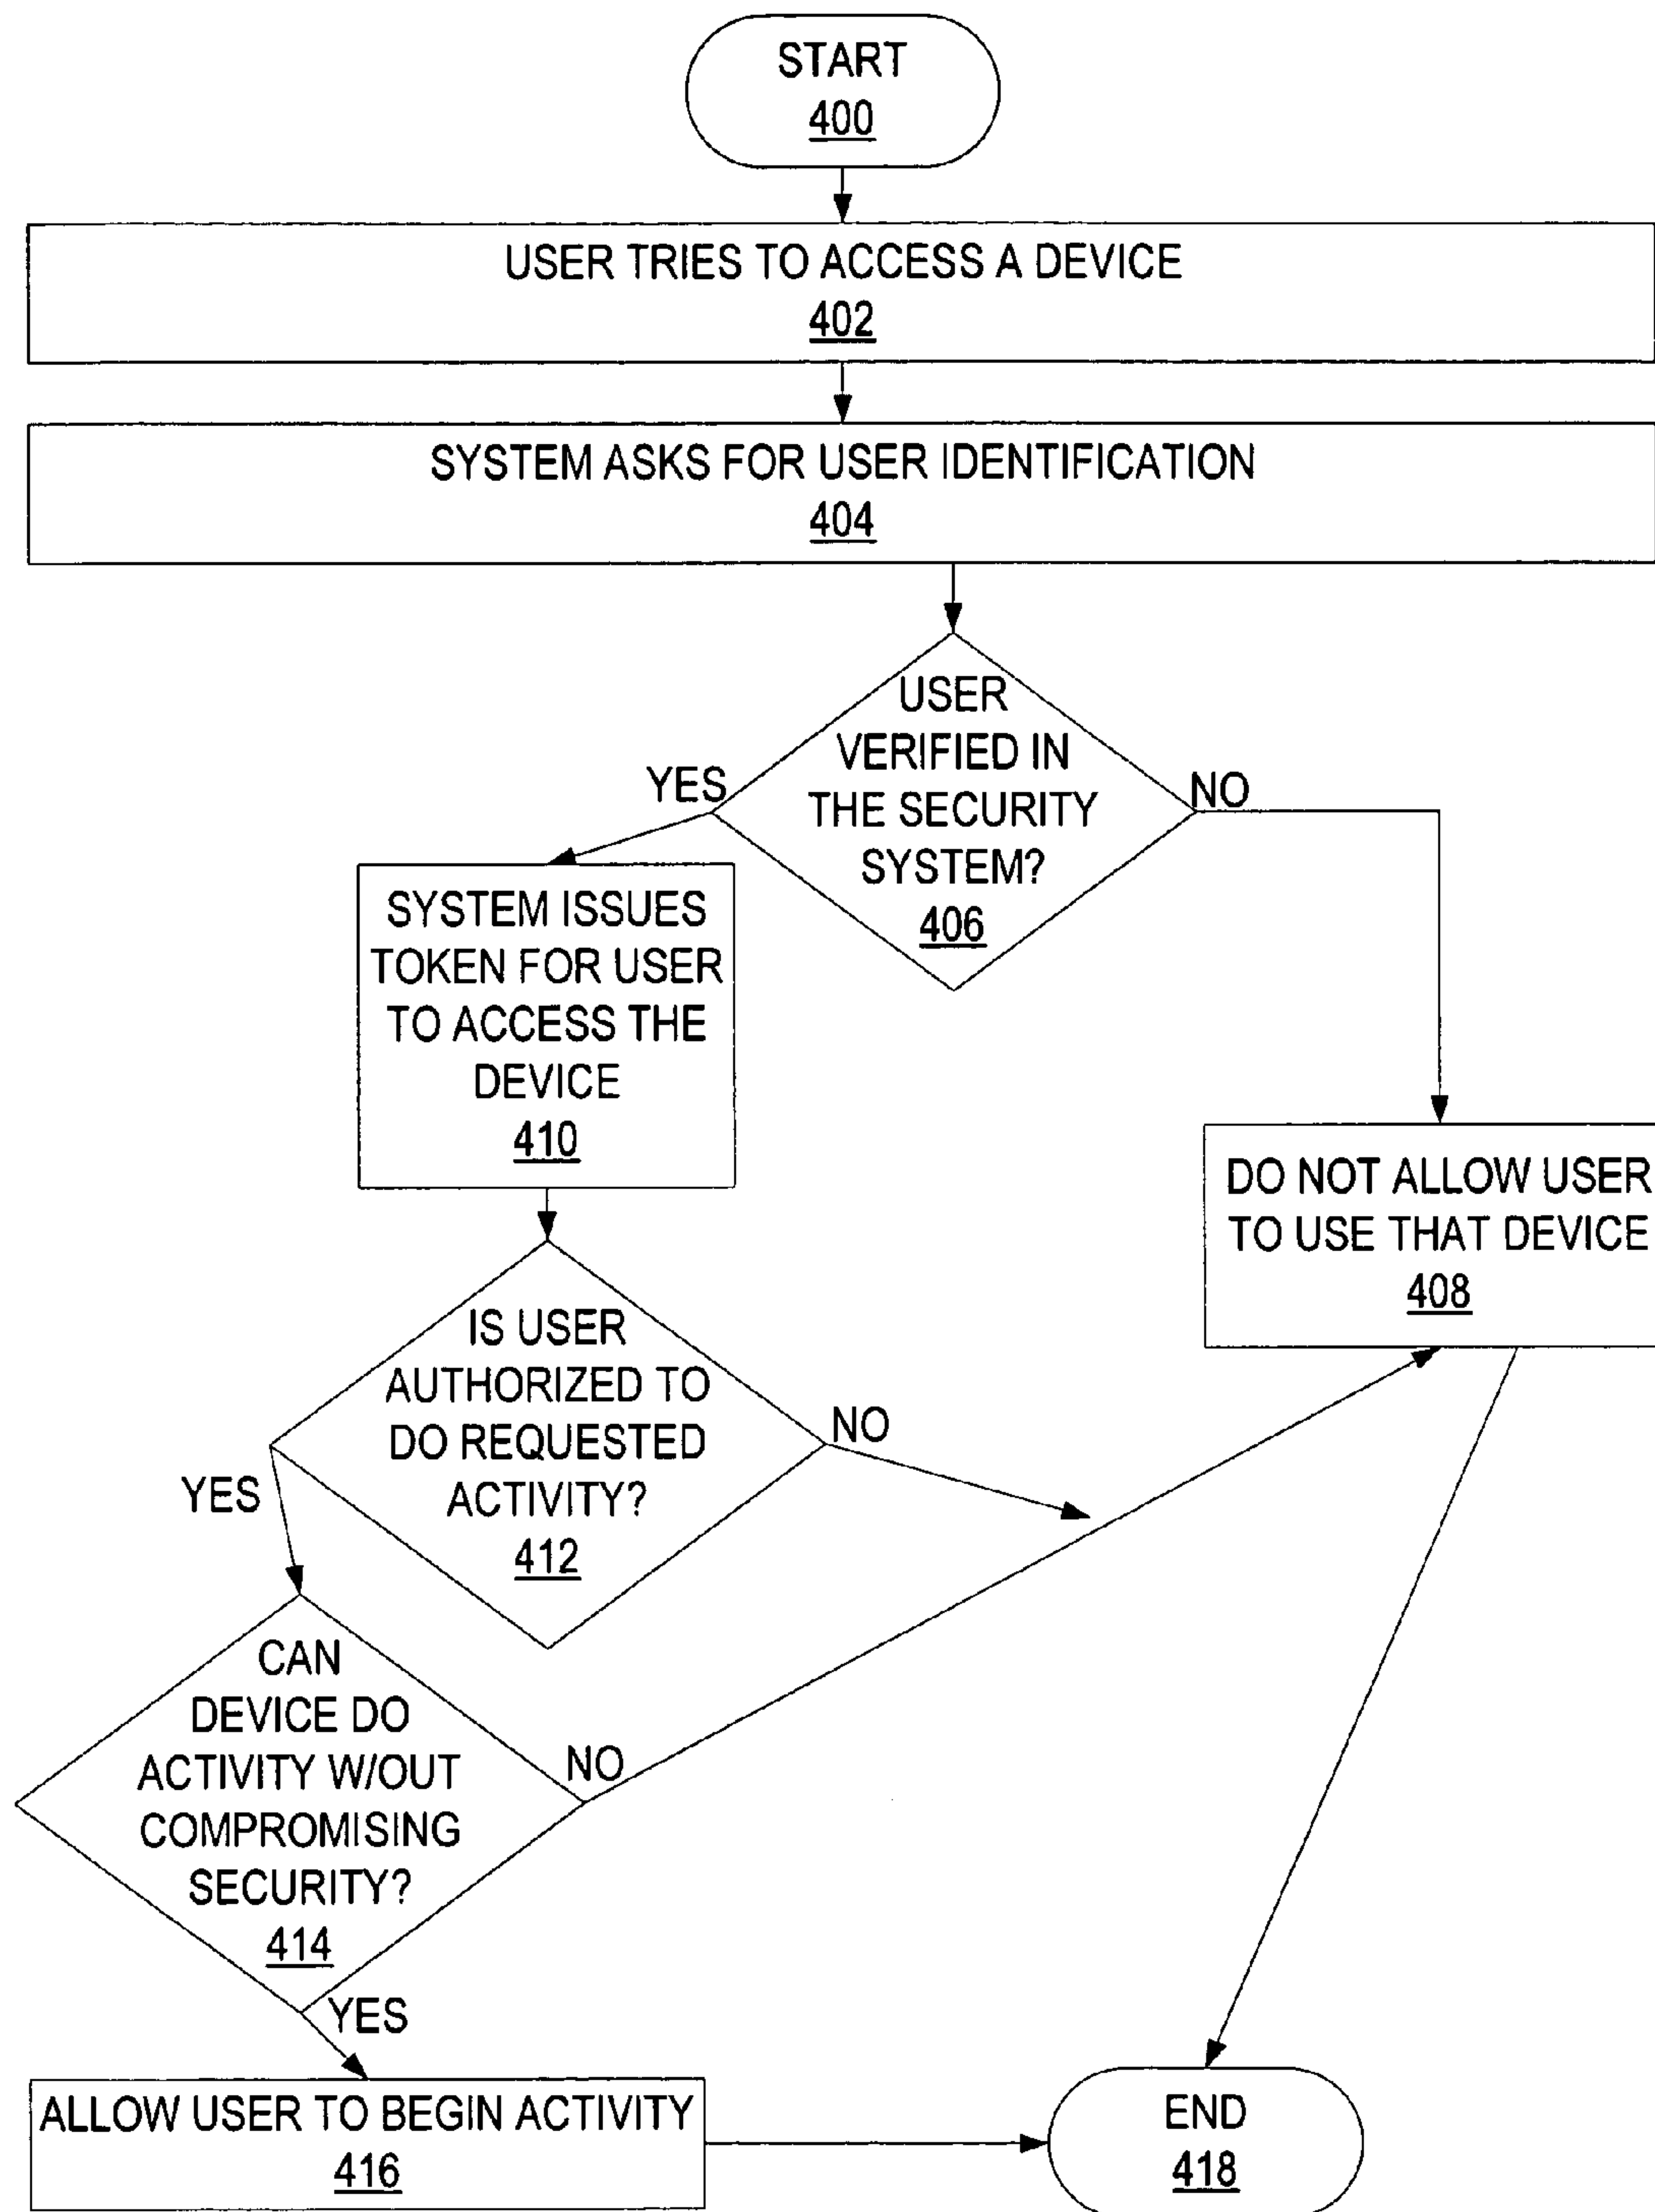 START
400
USER TRIES TO ACCESS A DEVICE
402
SYSTEM ASKS FOR USER IDENTIFICATION
404
USER
VERIFIED IN
THE SECURITY
SYSTEM?
406
YES
NO
SYSTEM ISSUES
TOKEN FOR USER
TO ACCESS THE
DEVICE
410
DO NOT ALLOW USER
TO USE THAT DEVICE
408
IS USER
AUTHORIZED TO
DO REQUESTED
ACTIVITY?
412
NO
YES
CAN
DEVICE DO
ACTIVITY W/OUT
COMPROMISING
SECURITY?
414
NO
YES
ALLOW USER TO BEGIN ACTIVITY
416
END
418